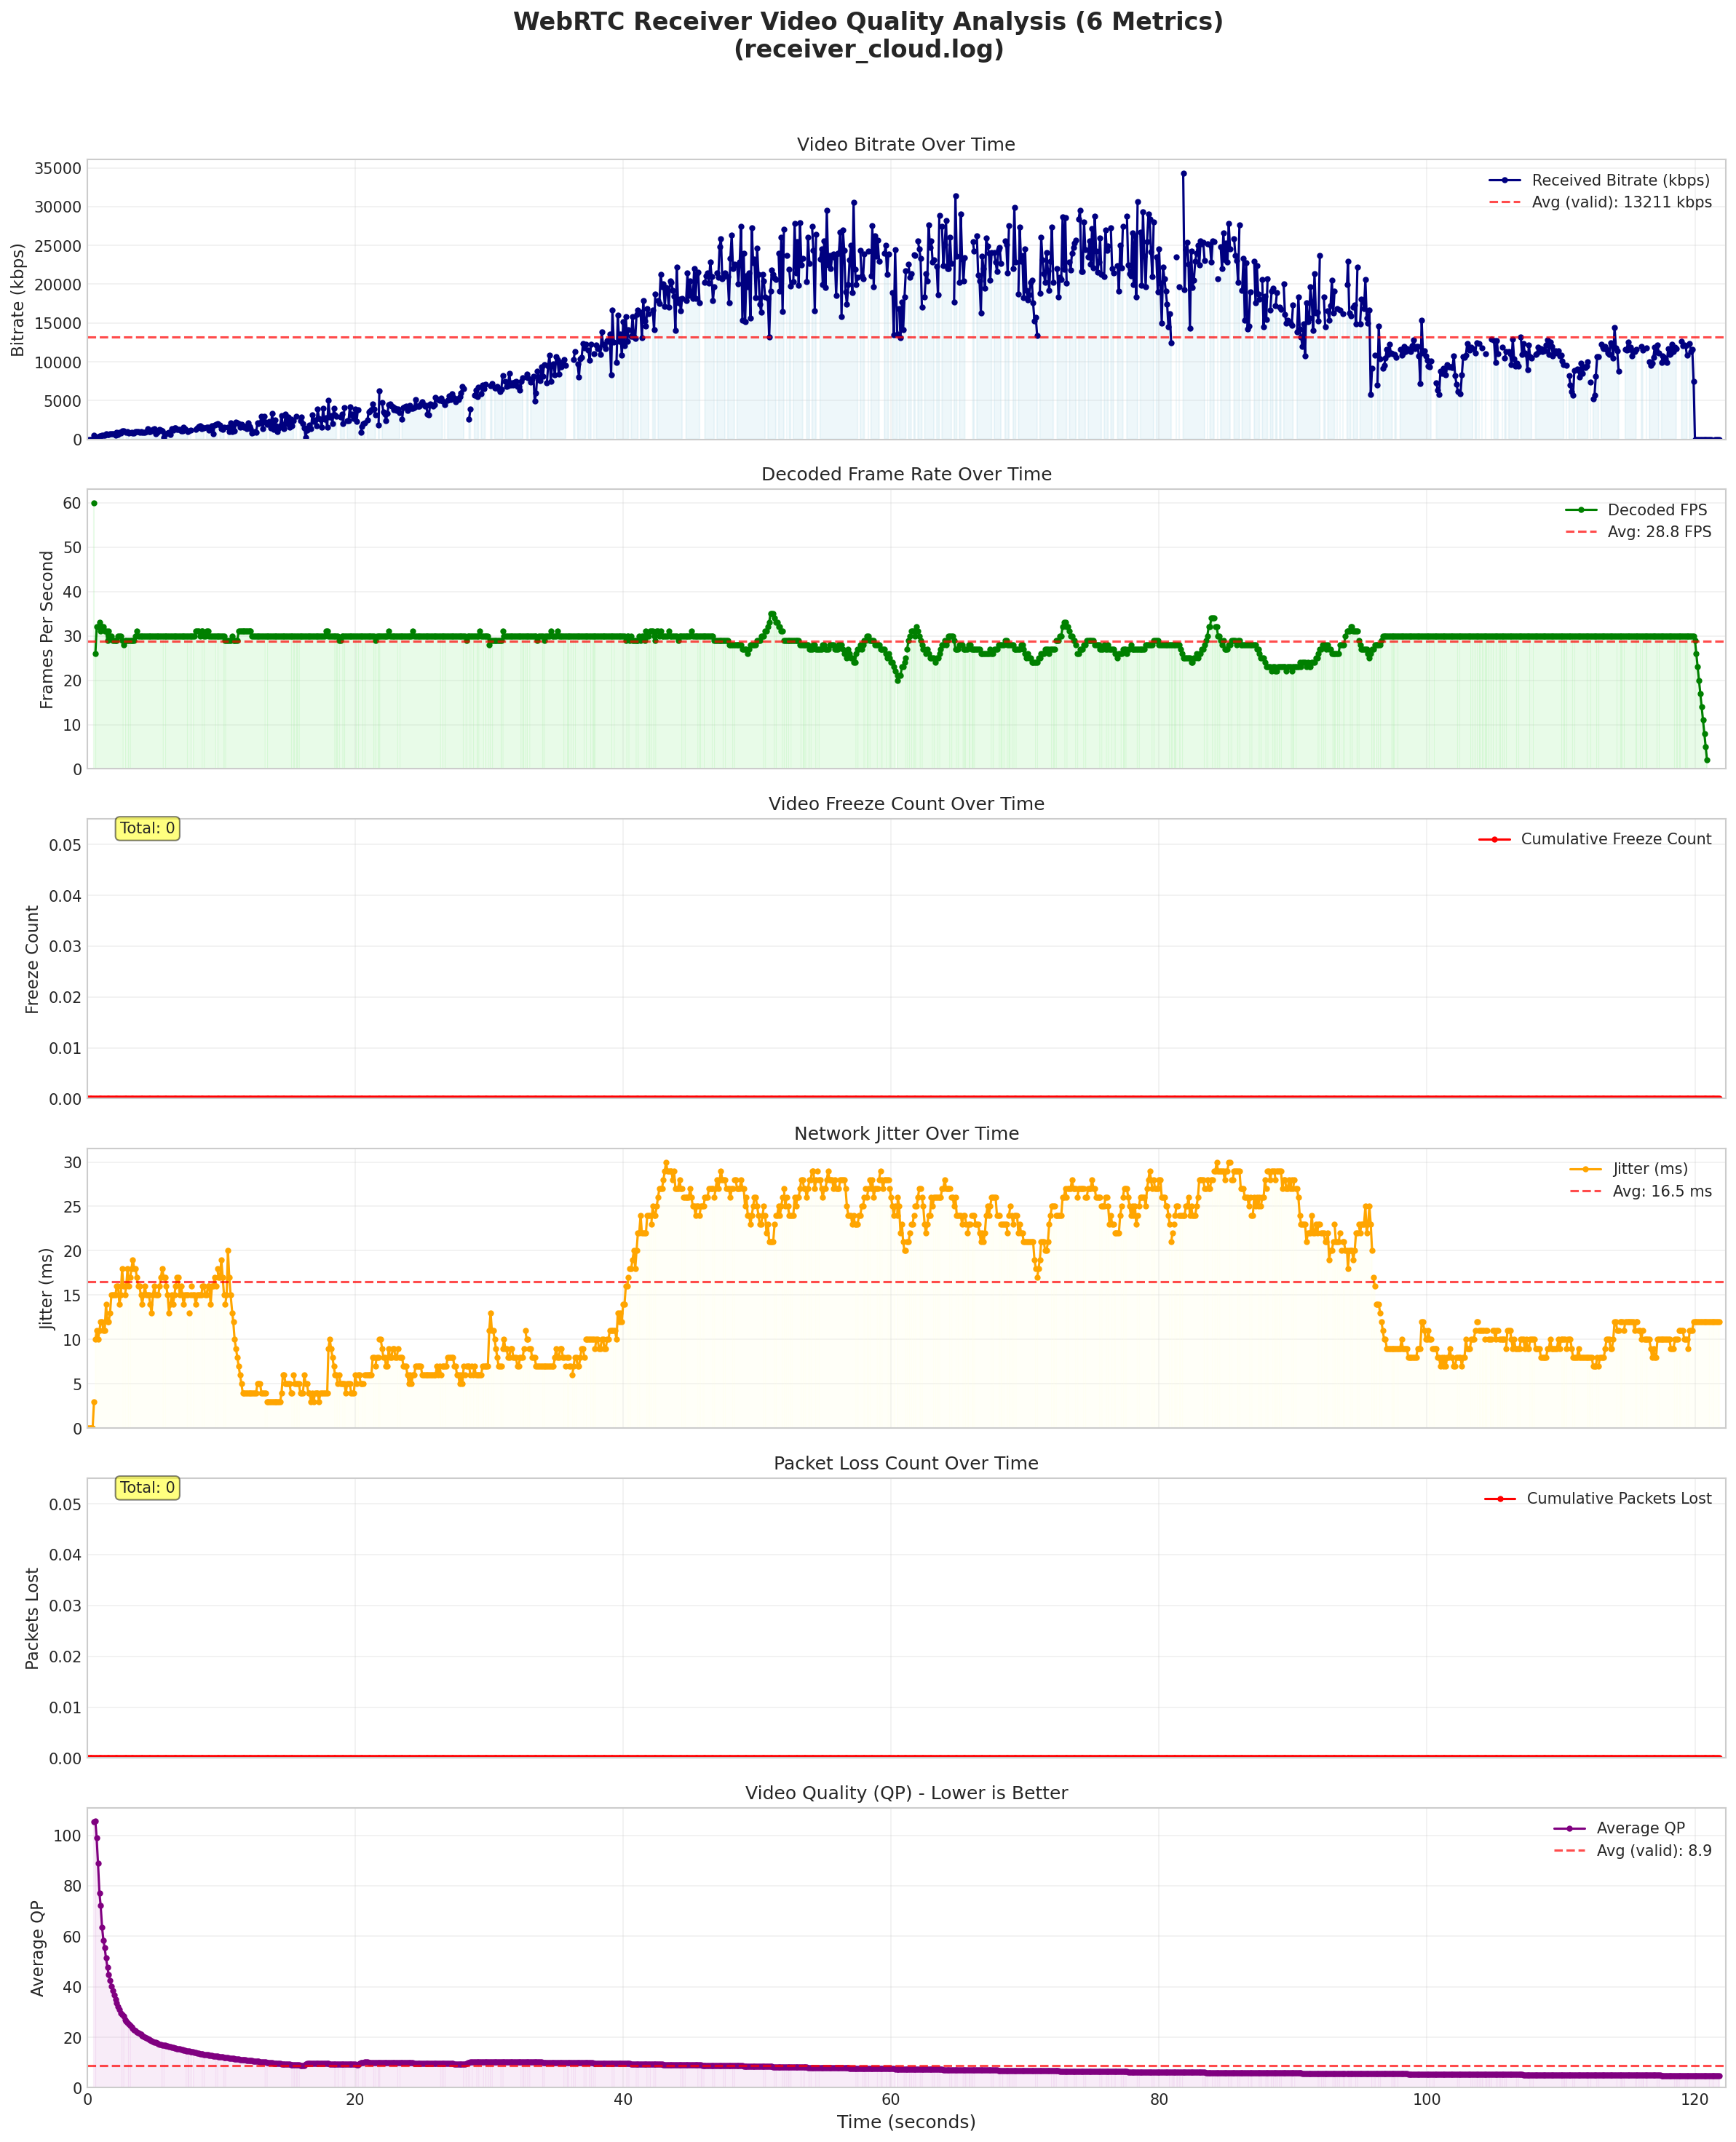 WebRTC Receiver Video Quality Analysis (6 Metrics)
(receiver_cloud.log)
Video Bitrate Over Time
Bitrate (kbps)
35000
30000
25000
20000
15000
10000
5000
0
Received Bitrate (kbps)
Avg (valid): 13211 kbps
Decoded Frame Rate Over Time
Frames Per Second
60
50
40
30
20
10
0
Decoded FPS
Avg: 28.8 FPS
Video Freeze Count Over Time
Total: 0
Freeze Count
0.05
0.04
0.03
0.02
0.01
0.00
Cumulative Freeze Count
Network Jitter Over Time
Jitter (ms)
30
25
20
15
10
5
0
Jitter (ms)
Avg: 16.5 ms
Packet Loss Count Over Time
Total: 0
Packets Lost
0.05
0.04
0.03
0.02
0.01
0.00
Cumulative Packets Lost
Video Quality (QP) - Lower is Better
Average QP
100
80
60
40
20
0
Average QP
Avg (valid): 8.9
0 20 40 60 80 100 120
Time (seconds)